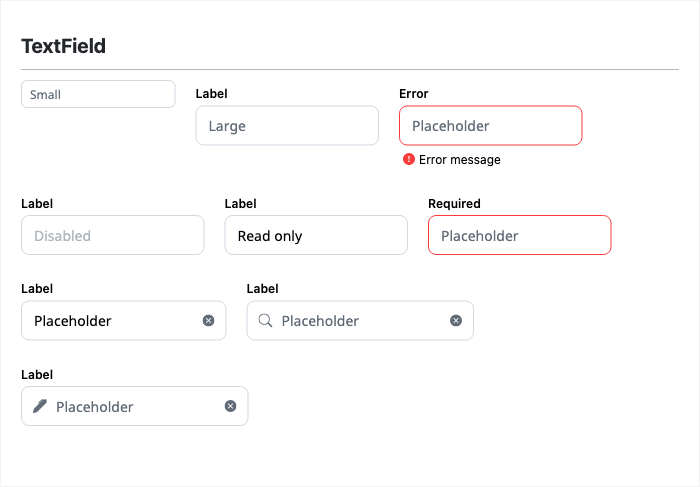 TextField
Small
Label
Large
Error
Placeholder
! Error message
Label
Disabled
Label
Read only
Required
Placeholder
Label
Placeholder
Label
Placeholder
Label
Placeholder